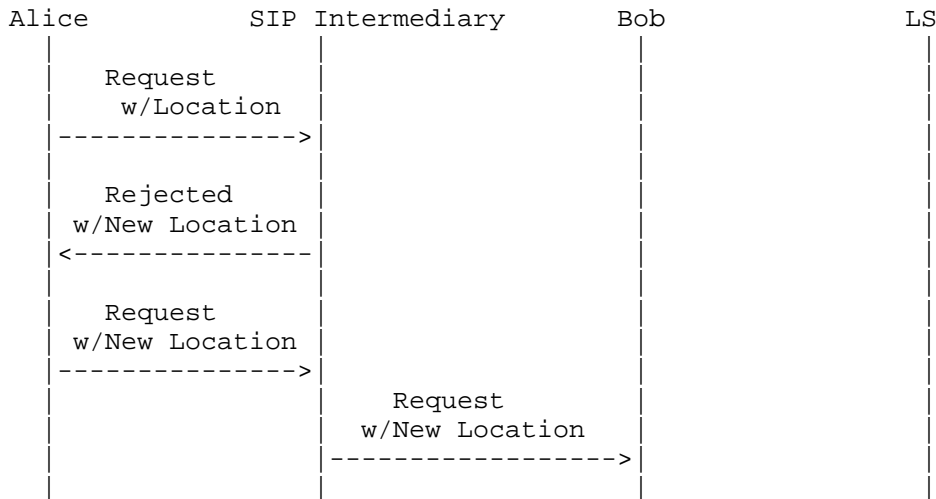 Alice SIP Intermediary Bob LS
Request
w/Location
Rejected
w/New Location
Request
w/New Location
Request
w/New Location